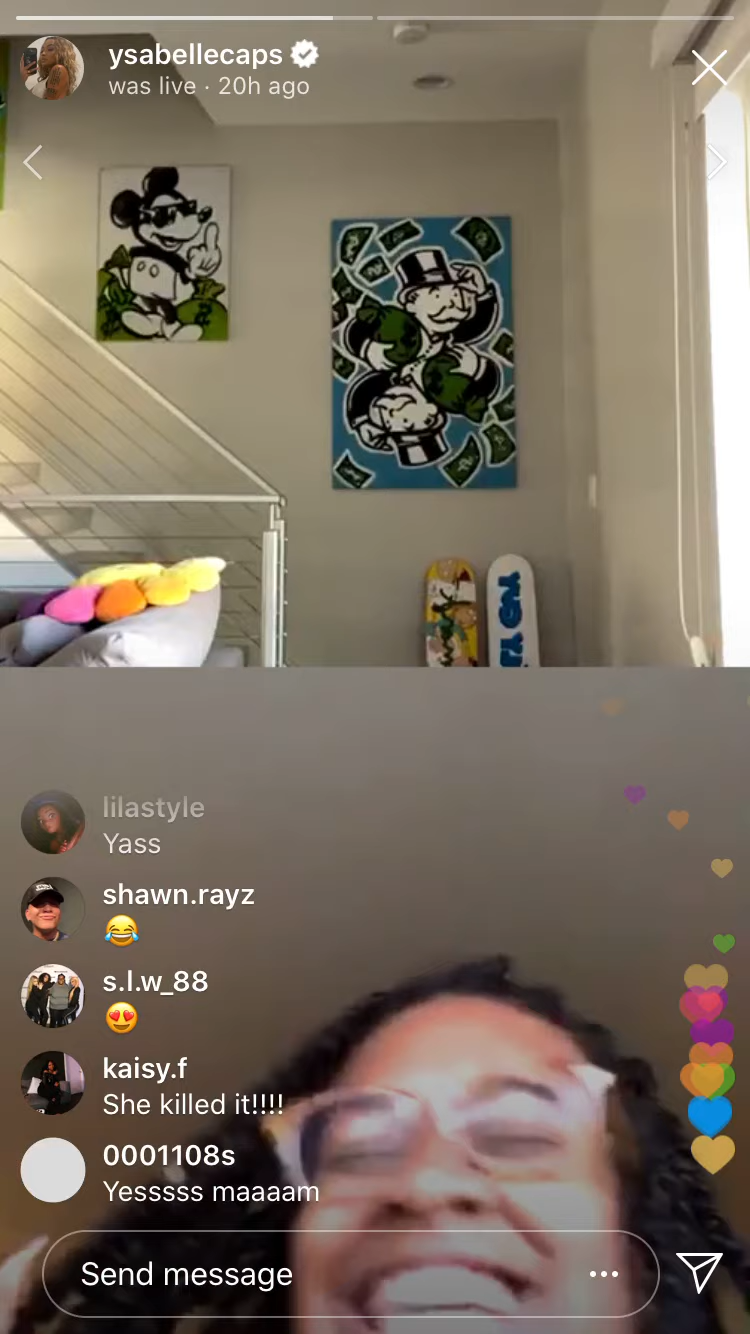 ysabellecaps
was live · 20h ago
lilastyle
Yass
shawn.rayz
😂
s.l.w_88
😍
kaisy.f
She killed it!!!!
0001108s
Yesssss maaaam
Send message